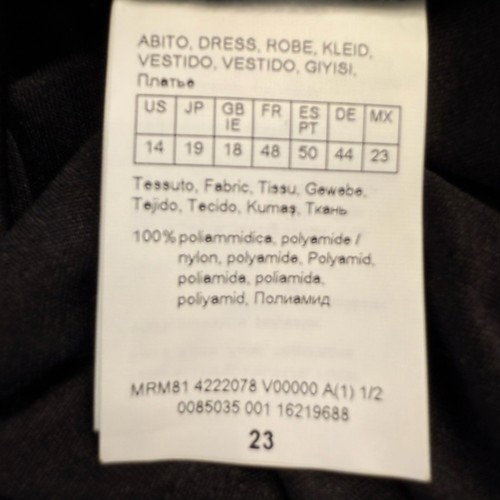 ABITO, DRESS, ROBE, KLEID,
VESTIDO, VESTIDO, GIYISI,
Платье
US JP GB IE FR ES PT DE MX
14 19 18 48 50 44 23
Tessuto, Fabric, Tissu, Gewebe,
Tejido, Tecido, Kumaş, Ткань
100% poliammidica, polyamide /
nylon, polyamide, Polyamid,
poliamida, poliamida,
poliyamid, Полиамид
MRM81 4222078 V00000 A(1) 1/2
0085035 001 16219688
23